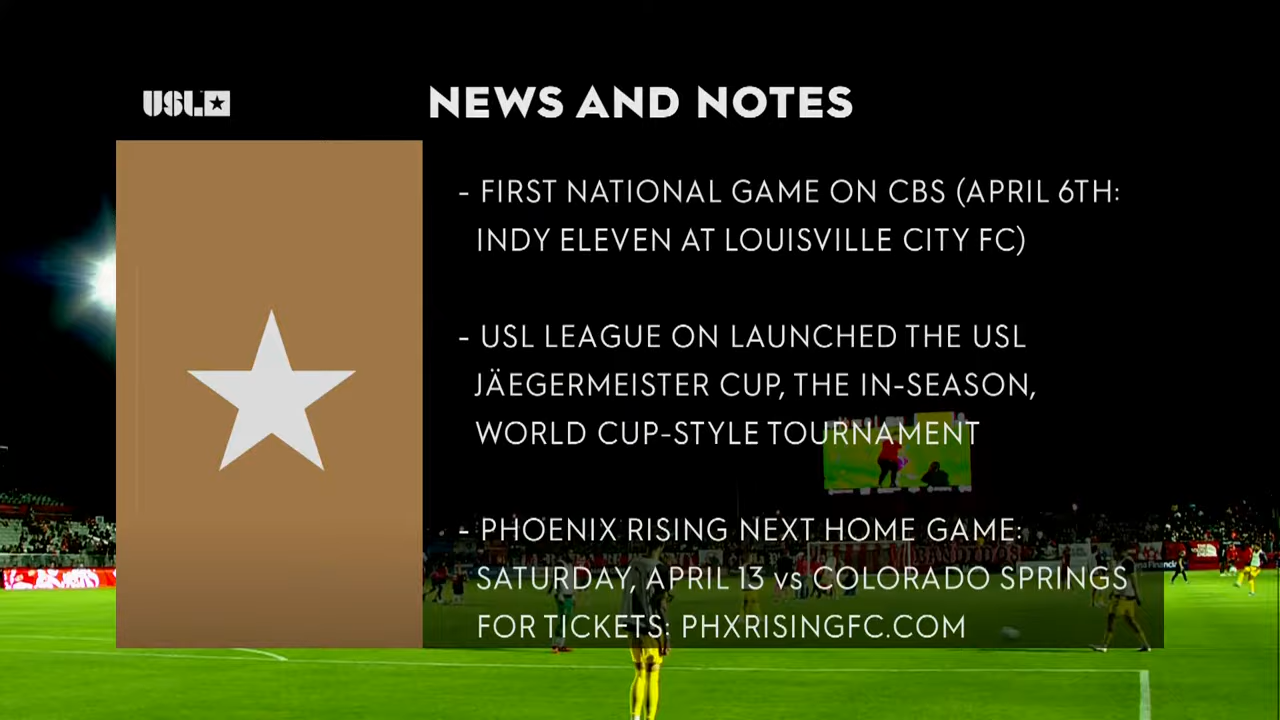 USL
NEWS AND NOTES
- FIRST NATIONAL GAME ON CBS (APRIL 6TH:
INDY ELEVEN AT LOUISVILLE CITY FC)
- USL LEAGUE ON LAUNCHED THE USL
JÄEGERMEISTER CUP, THE IN-SEASON,
WORLD CUP-STYLE TOURNAMENT
- PHOENIX RISING NEXT HOME GAME:
SATURDAY, APRIL 13 vs COLORADO SPRINGS
FOR TICKETS: PHXRISINGFC.COM